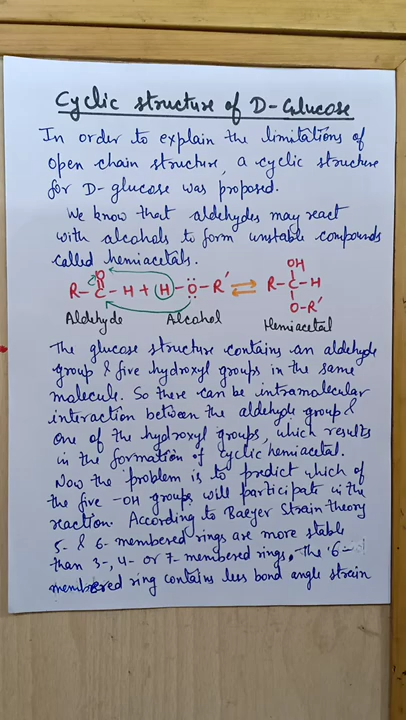 Cyclic structure of D-Glucose
In order to explain the limitations of
open chain structure, a cyclic structure
for D-glucose was proposed.
We know that aldehydes may react
with alcohols to form unstable compounds
called hemiacetals.
OH
O
R-C-H + H-O-R' ⇌ R-C-H
O-R'
Aldehyde Alcohol Hemiacetal
The glucose structure contains an aldehyde
group & five hydroxyl groups in the same
molecule. So there can be intramolecular
interaction between the aldehyde group &
one of the hydroxyl groups, which results
in the formation of cyclic hemiacetal.
Now the problem is to predict which of
the five -OH groups will participate in the
reaction. According to Baeyer Strain theory
5- & 6- membered rings are more stable
than 3-, 4- or 7- membered rings. The 6-
membered ring contains less bond angle strain